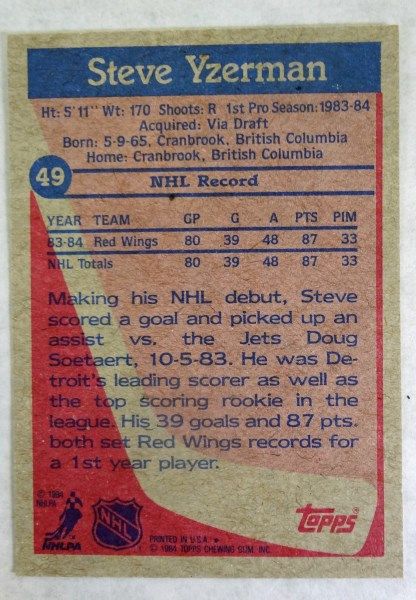 Steve Yzerman
Ht: 5'11" Wt: 170 Shoots: R 1st Pro Season: 1983-84
Acquired: Via Draft
Born: 5-9-65, Cranbrook, British Columbia
Home: Cranbrook, British Columbia
49
NHL Record
YEAR TEAM GP G A PTS PIM
83-84 Red Wings 80 39 48 87 33
NHL Totals 80 39 48 87 33
Making his NHL debut, Steve
scored a goal and picked up an
assist vs. the Jets Doug
Soetaert, 10-5-83. He was De-
troit's leading scorer as well as
the top scoring rookie in the
league. His 39 goals and 87 pts.
both set Red Wings records for
a 1st year player.
© 1984
NHLPA
NHLPA
NHL
topps®
PRINTED IN U.S.A.
© 1984 TOPPS CHEWING GUM, INC.